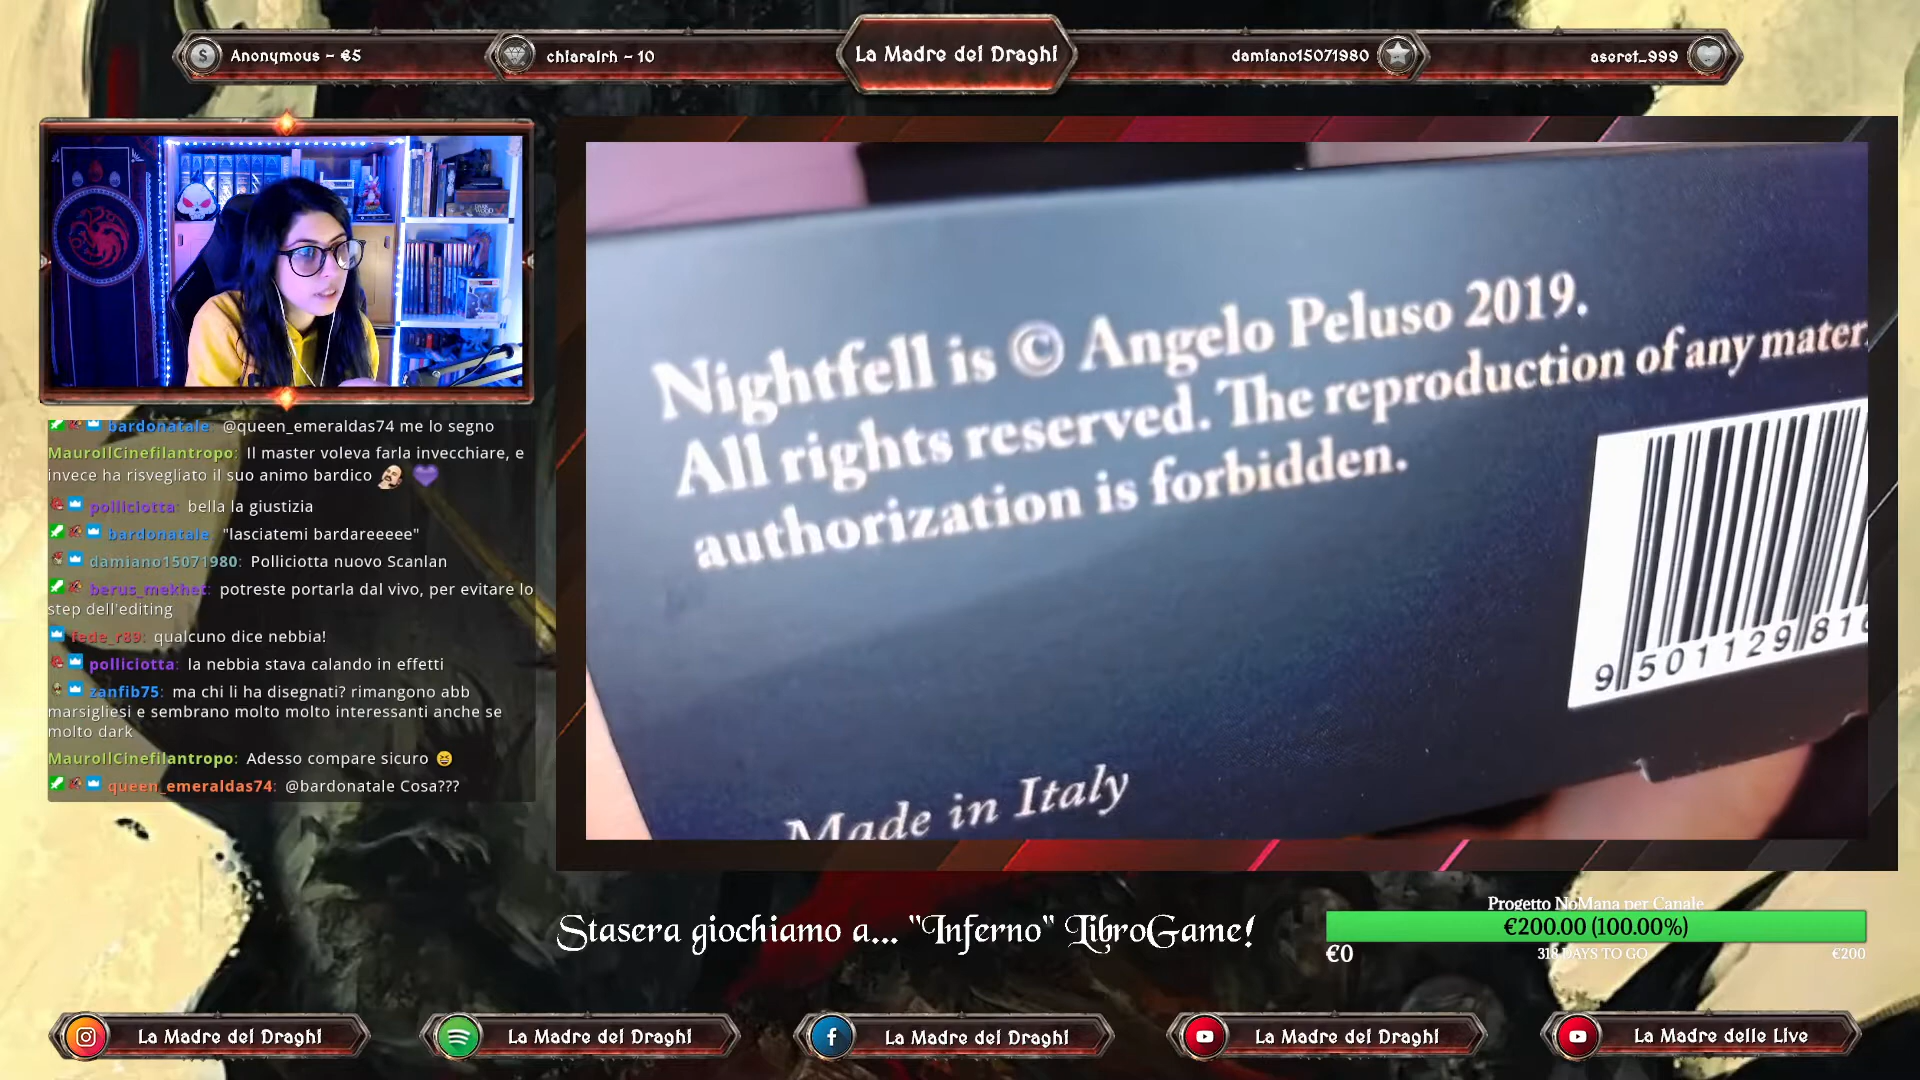 Anonymous - €5
chiaralrh - 10
La Madre dei Draghi
damiano15071980
aseret_999
Nightfell is © Angelo Peluso 2019.
All rights reserved. The reproduction of any mater
authorization is forbidden.
9 501129 816
Made in Italy
bardonatale: @queen_emeraldas74 me lo segno
MauroIlCinefilantropo: Il master voleva farla invecchiare, e
invece ha risvegliato il suo animo bardico
polliciotta: bella la giustizia
bardonatale: "lasciatemi bardareeeee"
damiano15071980: Polliciotta nuovo Scanlan
berus_mekhet: potreste portarla dal vivo, per evitare lo
step dell'editing
fede_r89: qualcuno dice nebbia!
polliciotta: la nebbia stava calando in effetti
zanfib75: ma chi li ha disegnati? rimangono abb
marsigliesi e sembrano molto molto interessanti anche se
molto dark
MauroIlCinefilantropo: Adesso compare sicuro
queen_emeraldas74: @bardonatale Cosa???
Stasera giochiamo a... "Inferno" LibroGame!
Progetto NoMana per Canale
€200.00 (100.00%)
€0
318 DAYS TO GO
€200
La Madre dei Draghi
La Madre dei Draghi
La Madre dei Draghi
La Madre dei Draghi
La Madre delle Live